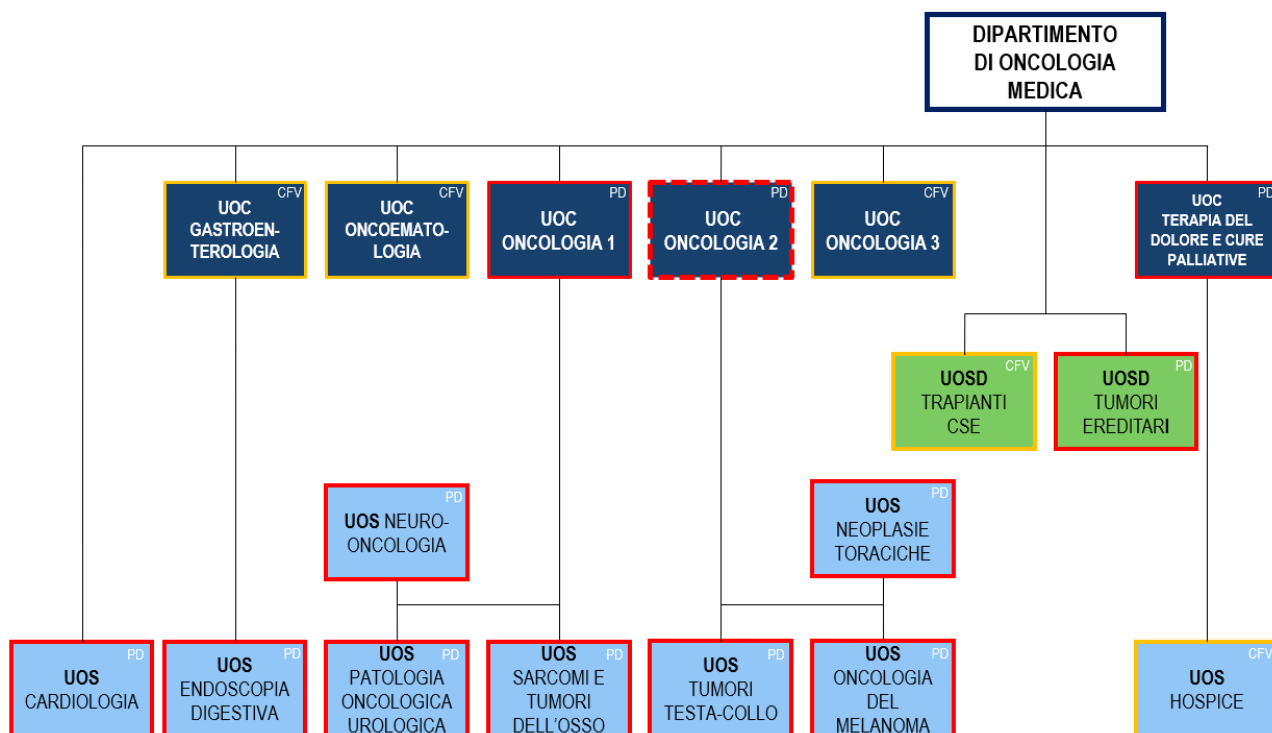 DIPARTIMENTO
DI ONCOLOGIA
MEDICA
CFV
UOC
GASTROEN-
TEROLOGIA
CFV
UOC
ONCOEMATO-
LOGIA
PD
UOC
ONCOLOGIA 1
PD
UOC
ONCOLOGIA 2
CFV
UOC
ONCOLOGIA 3
PD
UOC
TERAPIA DEL
DOLORE E CURE
PALLIATIVE
CFV
UOSD
TRAPIANTI
CSE
PD
UOSD
TUMORI
EREDITARI
PD
UOS NEURO-
ONCOLOGIA
PD
UOS
NEOPLASIE
TORACICHE
PD
UOS
CARDIOLOGIA
PD
UOS
ENDOSCOPIA
DIGESTIVA
PD
UOS
PATOLOGIA
ONCOLOGICA
UROLOGICA
PD
UOS
SARCOMI E
TUMORI
DELL'OSSO
PD
UOS
TUMORI
TESTA-COLLO
PD
UOS
ONCOLOGIA
DEL
MELANOMA
CFV
UOS
HOSPICE